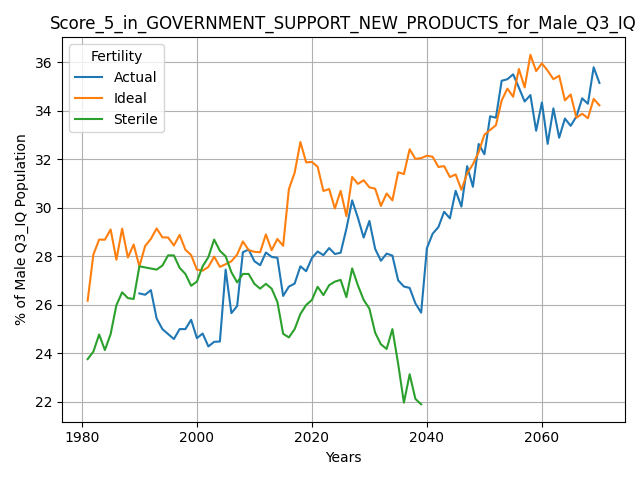 Score_5_in_GOVERNMENT_SUPPORT_NEW_PRODUCTS_for_Male_Q3_IQ
Fertility
Actual
Ideal
Sterile
% of Male Q3_IQ Population
36
34
32
30
28
26
24
22
1980
2000
2020
2040
2060
Years